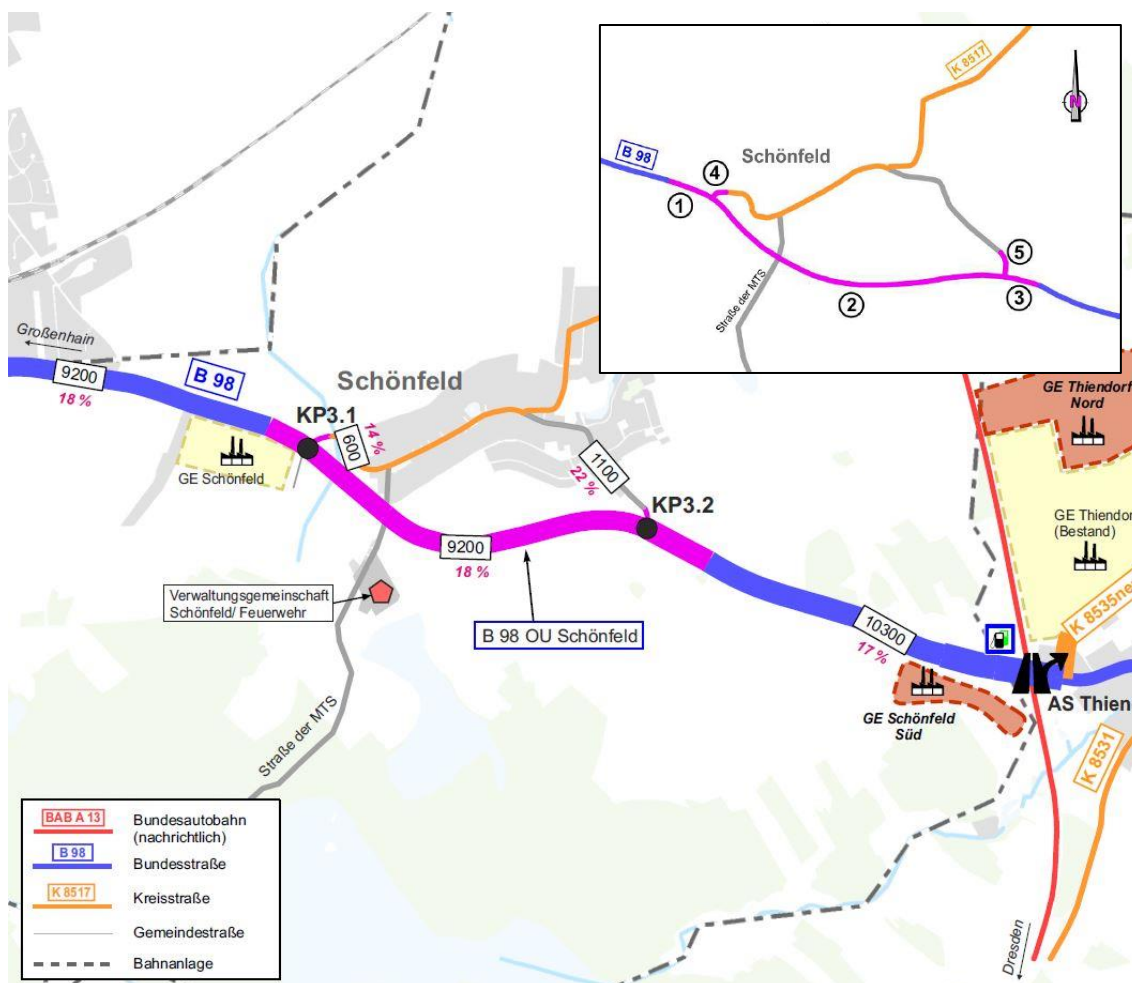 K 8517
B 98
Schönfeld
N
4
1
5
2
3
Straße der MTS
Großenhain
9200
18 %
B 98
Schönfeld
KP3.1
600
14 %
GE Schönfeld
1100
22 %
KP3.2
9200
18 %
B 98 OU Schönfeld
Verwaltungsgemeinschaft
Schönfeld/ Feuerwehr
Straße der MTS
10300
17 %
GE Thiendorf
Nord
GE Thiendorf
(Bestand)
K 8535neu
AS Thien
GE Schönfeld
Süd
K 8531
Dresden
BAB A 13
Bundesautobahn
(nachrichtlich)
B 98
Bundesstraße
K 8517
Kreisstraße
Gemeindestraße
Bahnanlage